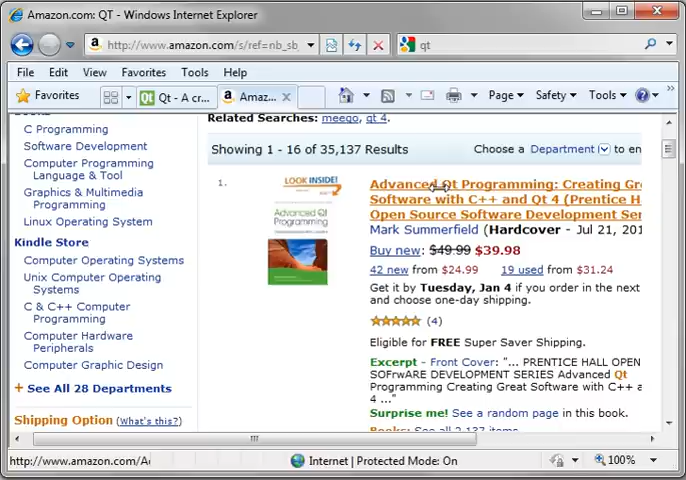 Amazon.com: QT - Windows Internet Explorer
http://www.amazon.com/s/ref=nb_sb_
qt
File Edit View Favorites Tools Help
Favorites
Qt - A cr...
Amaz...
Page
Safety
Tools
C Programming
Software Development
Computer Programming
Language & Tool
Graphics & Multimedia
Programming
Linux Operating System
Kindle Store
Computer Operating Systems
Unix Computer Operating
Systems
C & C++ Computer
Programming
Computer Hardware
Peripherals
Computer Graphic Design
+ See All 28 Departments
Shipping Option (What's this?)
Related Searches: meego, qt 4.
Showing 1 - 16 of 35,137 Results
Choose a Department to en
1.
LOOK INSIDE!
Advanced Qt
Programming
Advanced Qt Programming: Creating Gre
Software with C++ and Qt 4 (Prentice H
Open Source Software Development Ser
Mark Summerfield (Hardcover - Jul 21, 201
Buy new: $49.99 $39.98
42 new from $24.99 19 used from $31.24
Get it by Tuesday, Jan 4 if you order in the next
and choose one-day shipping.
(4)
Eligible for FREE Super Saver Shipping.
Excerpt - Front Cover: "... PRENTICE HALL OPEN
SOFrwARE DEVELOPMENT SERIES Advanced Qt
Programming Creating Great Software with C++ a
4 ..."
Surprise me! See a random page in this book.
Books: See all 2,137 items
http://www.amazon.com/A
Internet | Protected Mode: On
100%